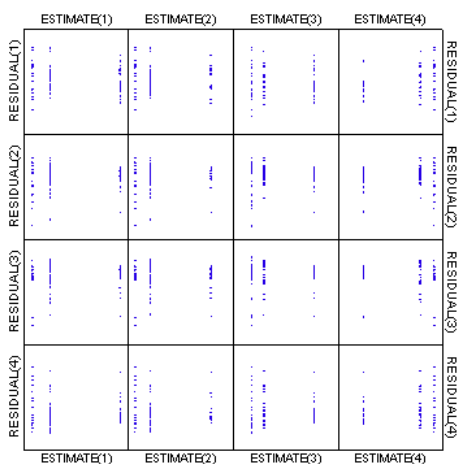 ESTIMATE(1) ESTIMATE(2) ESTIMATE(3) ESTIMATE(4)
RESIDUAL(1) RESIDUAL(1)
RESIDUAL(2) RESIDUAL(2)
RESIDUAL(3) RESIDUAL(3)
RESIDUAL(4) RESIDUAL(4)
ESTIMATE(1) ESTIMATE(2) ESTIMATE(3) ESTIMATE(4)